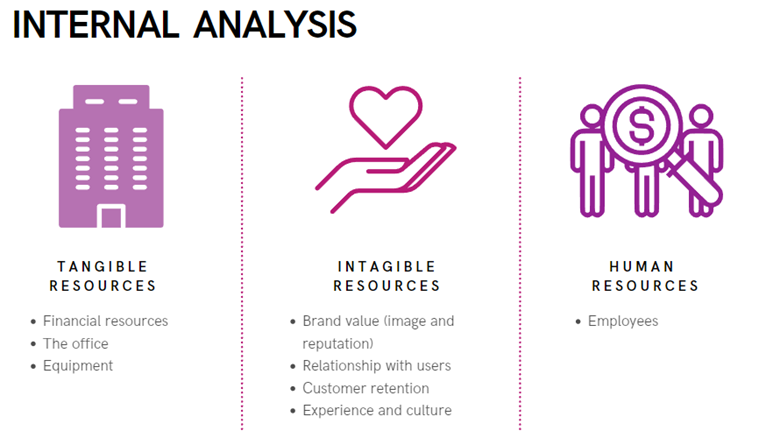 INTERNAL ANALYSIS
TANGIBLE
RESOURCES
• Financial resources
• The office
• Equipment
INTAGIBLE
RESOURCES
• Brand value (image and
reputation)
• Relationship with users
• Customer retention
• Experience and culture
$
HUMAN
RESOURCES
• Employees